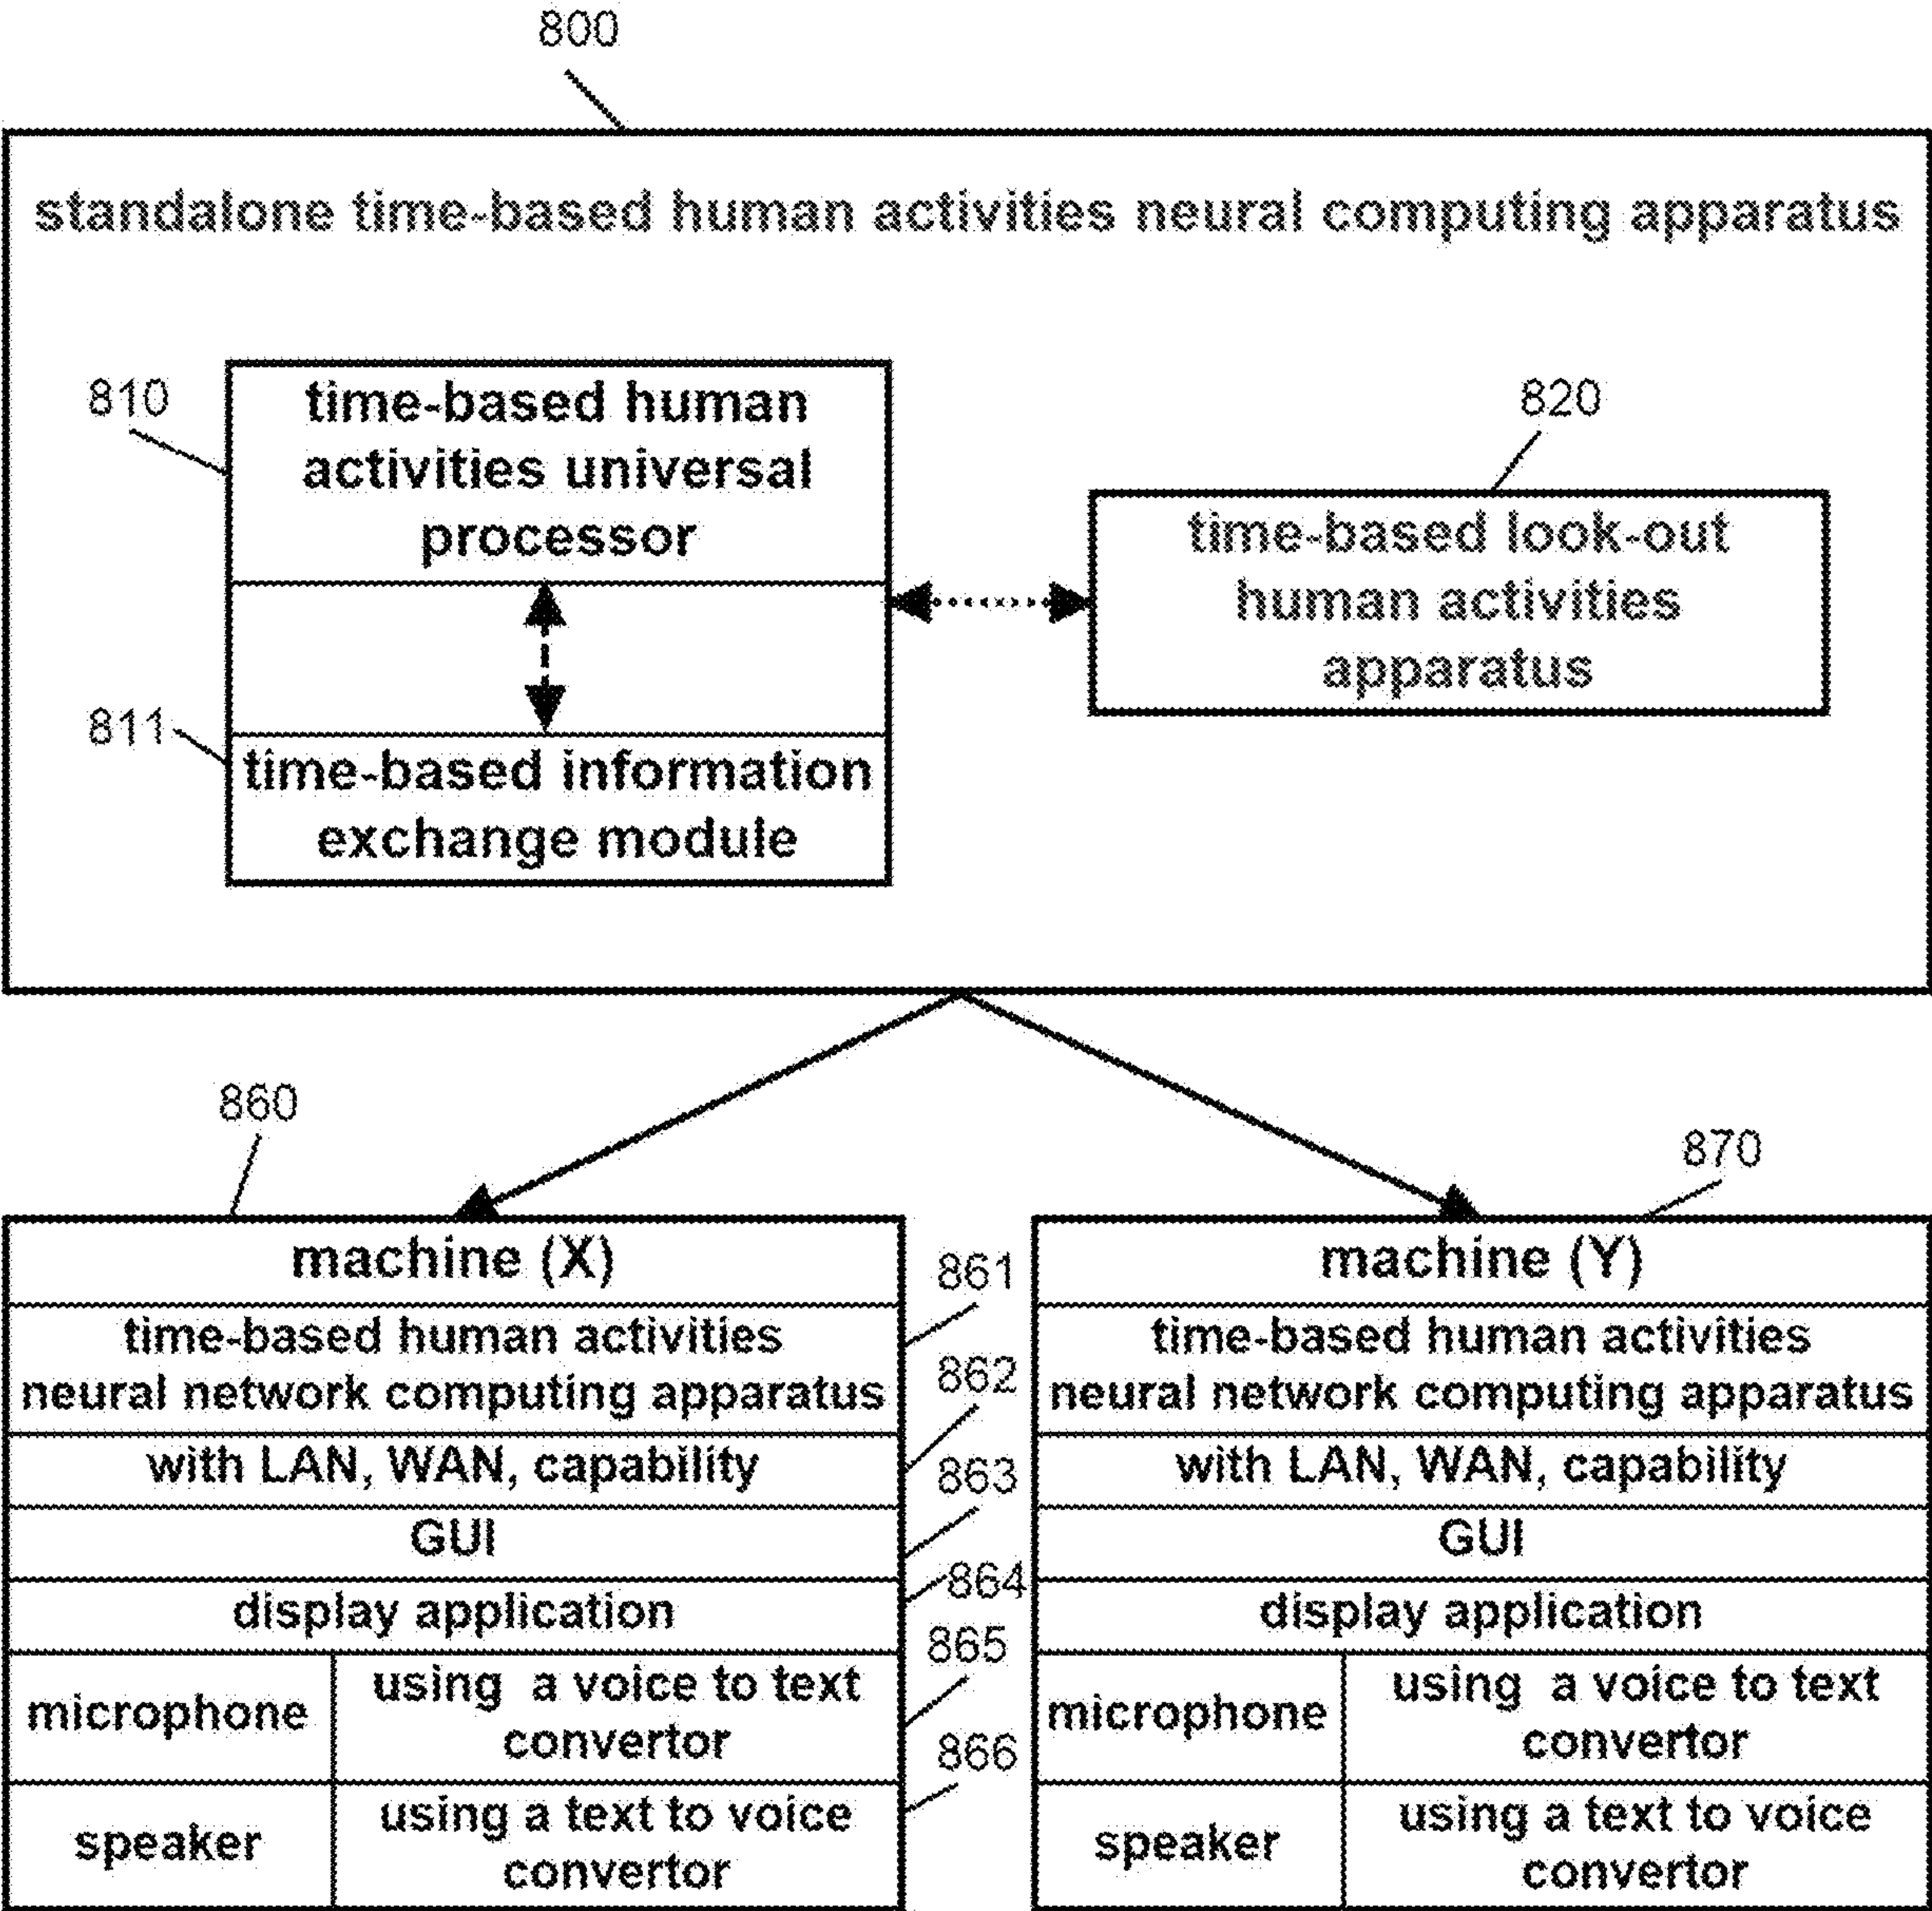 800
standalone time-based human activities neural computing apparatus
810
time-based human
activities universal
processor
820
time-based look-out
human activities
apparatus
811
time-based information
exchange module
860
870
machine (X)
861
time-based human activities
neural network computing apparatus
862
with LAN, WAN, capability
863
GUI
864
display application
865
microphone
using a voice to text
convertor
866
speaker
using a text to voice
convertor
machine (Y)
time-based human activities
neural network computing apparatus
with LAN, WAN, capability
GUI
display application
microphone
using a voice to text
convertor
speaker
using a text to voice
convertor